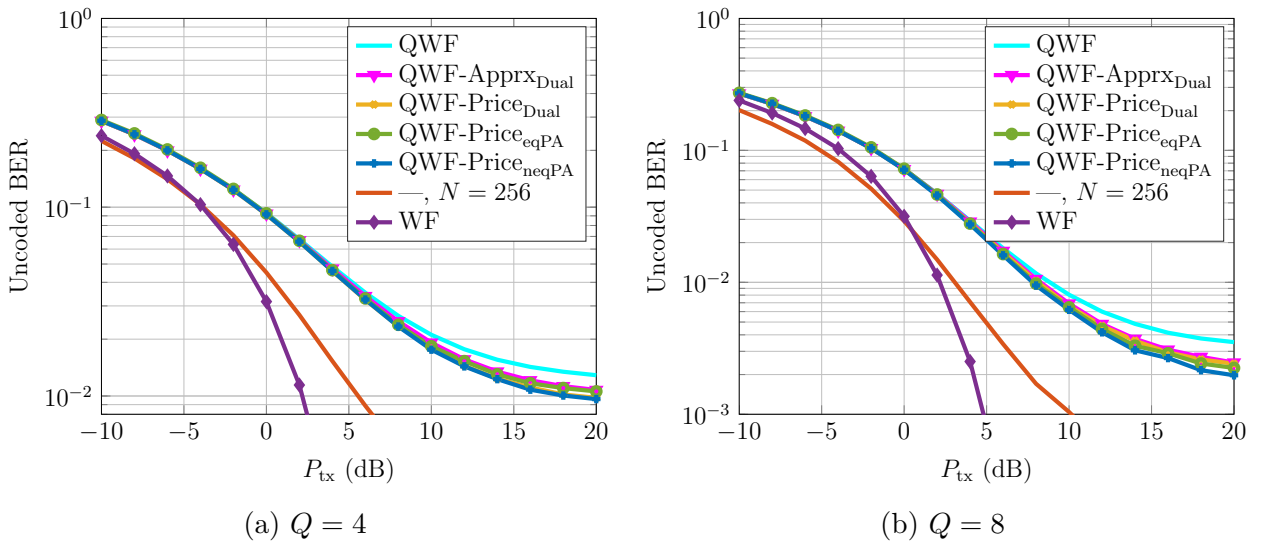 10^0
10^−1
10^−2
Uncoded BER
−10 −5 0 5 10 15 20
P_tx (dB)
QWF
QWF-Apprx_Dual
QWF-Price_Dual
QWF-Price_eqPA
QWF-Price_neqPA
—, N = 256
WF
(a) Q = 4
10^0
10^−1
10^−2
10^−3
Uncoded BER
−10 −5 0 5 10 15 20
P_tx (dB)
QWF
QWF-Apprx_Dual
QWF-Price_Dual
QWF-Price_eqPA
QWF-Price_neqPA
—, N = 256
WF
(b) Q = 8